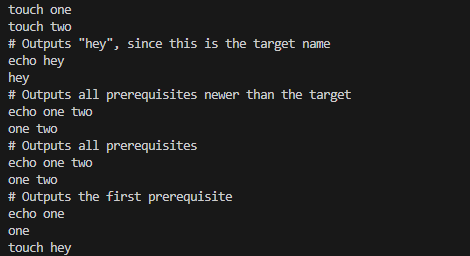 touch one
touch two
# Outputs "hey", since this is the target name
echo hey
hey
# Outputs all prerequisites newer than the target
echo one two
one two
# Outputs all prerequisites
echo one two
one two
# Outputs the first prerequisite
echo one
one
touch hey